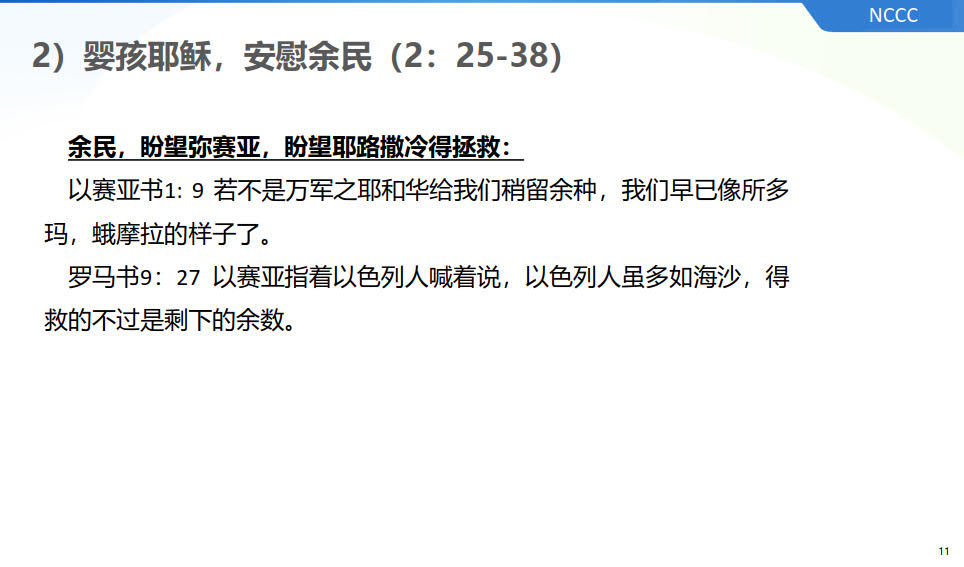 NCCC
2）婴孩耶稣，安慰余民（2：25-38）
余民，盼望弥赛亚，盼望耶路撒冷得拯救：
以赛亚书1: 9 若不是万军之耶和华给我们稍留余种，我们早已像所多
玛，蛾摩拉的样子了。
罗马书9：27 以赛亚指着以色列人喊着说，以色列人虽多如海沙，得
救的不过是剩下的余数。
11